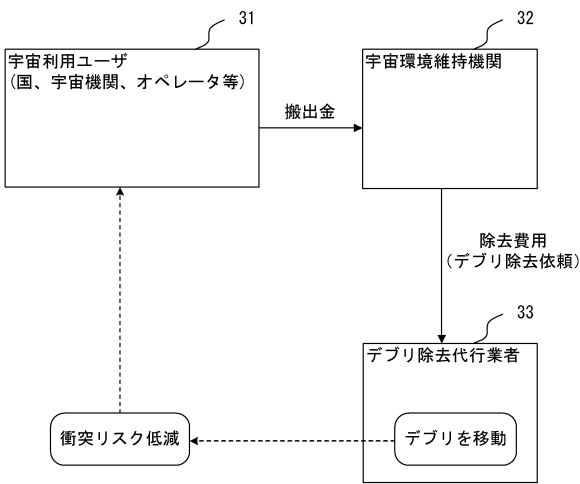 31
宇宙利用ユーザ
(国、宇宙機関、オペレータ等)
32
宇宙環境維持機関
搬出金
除去費用
(デブリ除去依頼)
33
デブリ除去代行業者
デブリを移動
衝突リスク低減